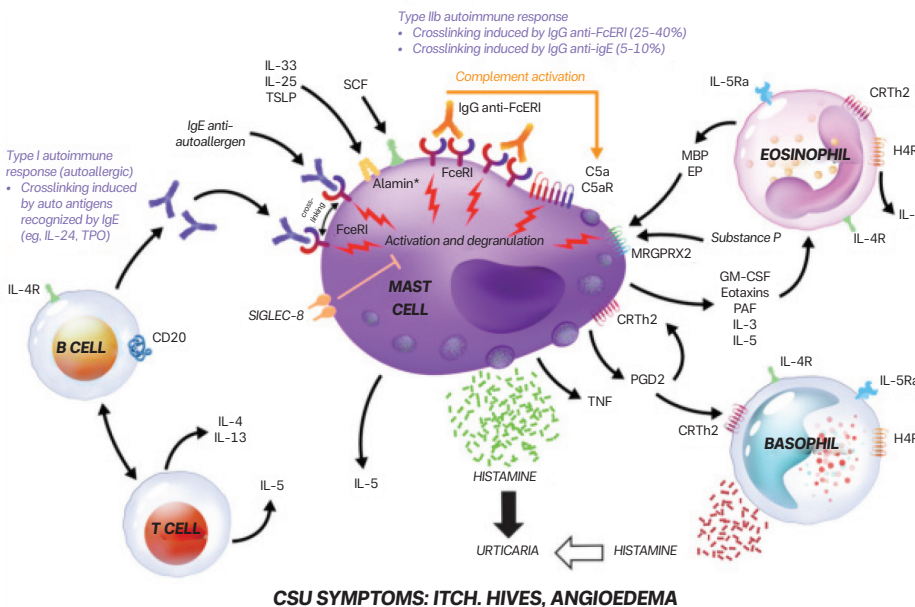 Type IIb autoimmune response
• Crosslinking induced by IgG anti-FcERI (25-40%)
• Crosslinking induced by IgG anti-igE (5-10%)
Complement activation
IL-33
IL-25
TSLP
SCF
IgG anti-FcERI
IgE anti-
autoallergen
Type I autoimmune
response (autoallergic)
• Crosslinking induced
by auto antigens
recognized by IgE
(eg, IL-24, TPO)
Alamin*
FceRI
C5a
C5aR
cross-
linking
FceRI
Activation and degranulation
MRGPRX2
Substance P
MAST
CELL
SIGLEC-8
CRTh2
IL-5Ra
CRTh2
MBP
EP
EOSINOPHIL
H4R
IL-
IL-4R
GM-CSF
Eotaxins
PAF
IL-3
IL-5
IL-4R
B CELL
CD20
TNF
PGD2
IL-4R
IL-5Ra
CRTh2
BASOPHIL
H4R
IL-4
IL-13
IL-5
T CELL
IL-5
HISTAMINE
URTICARIA
HISTAMINE
CSU SYMPTOMS: ITCH. HIVES, ANGIOEDEMA